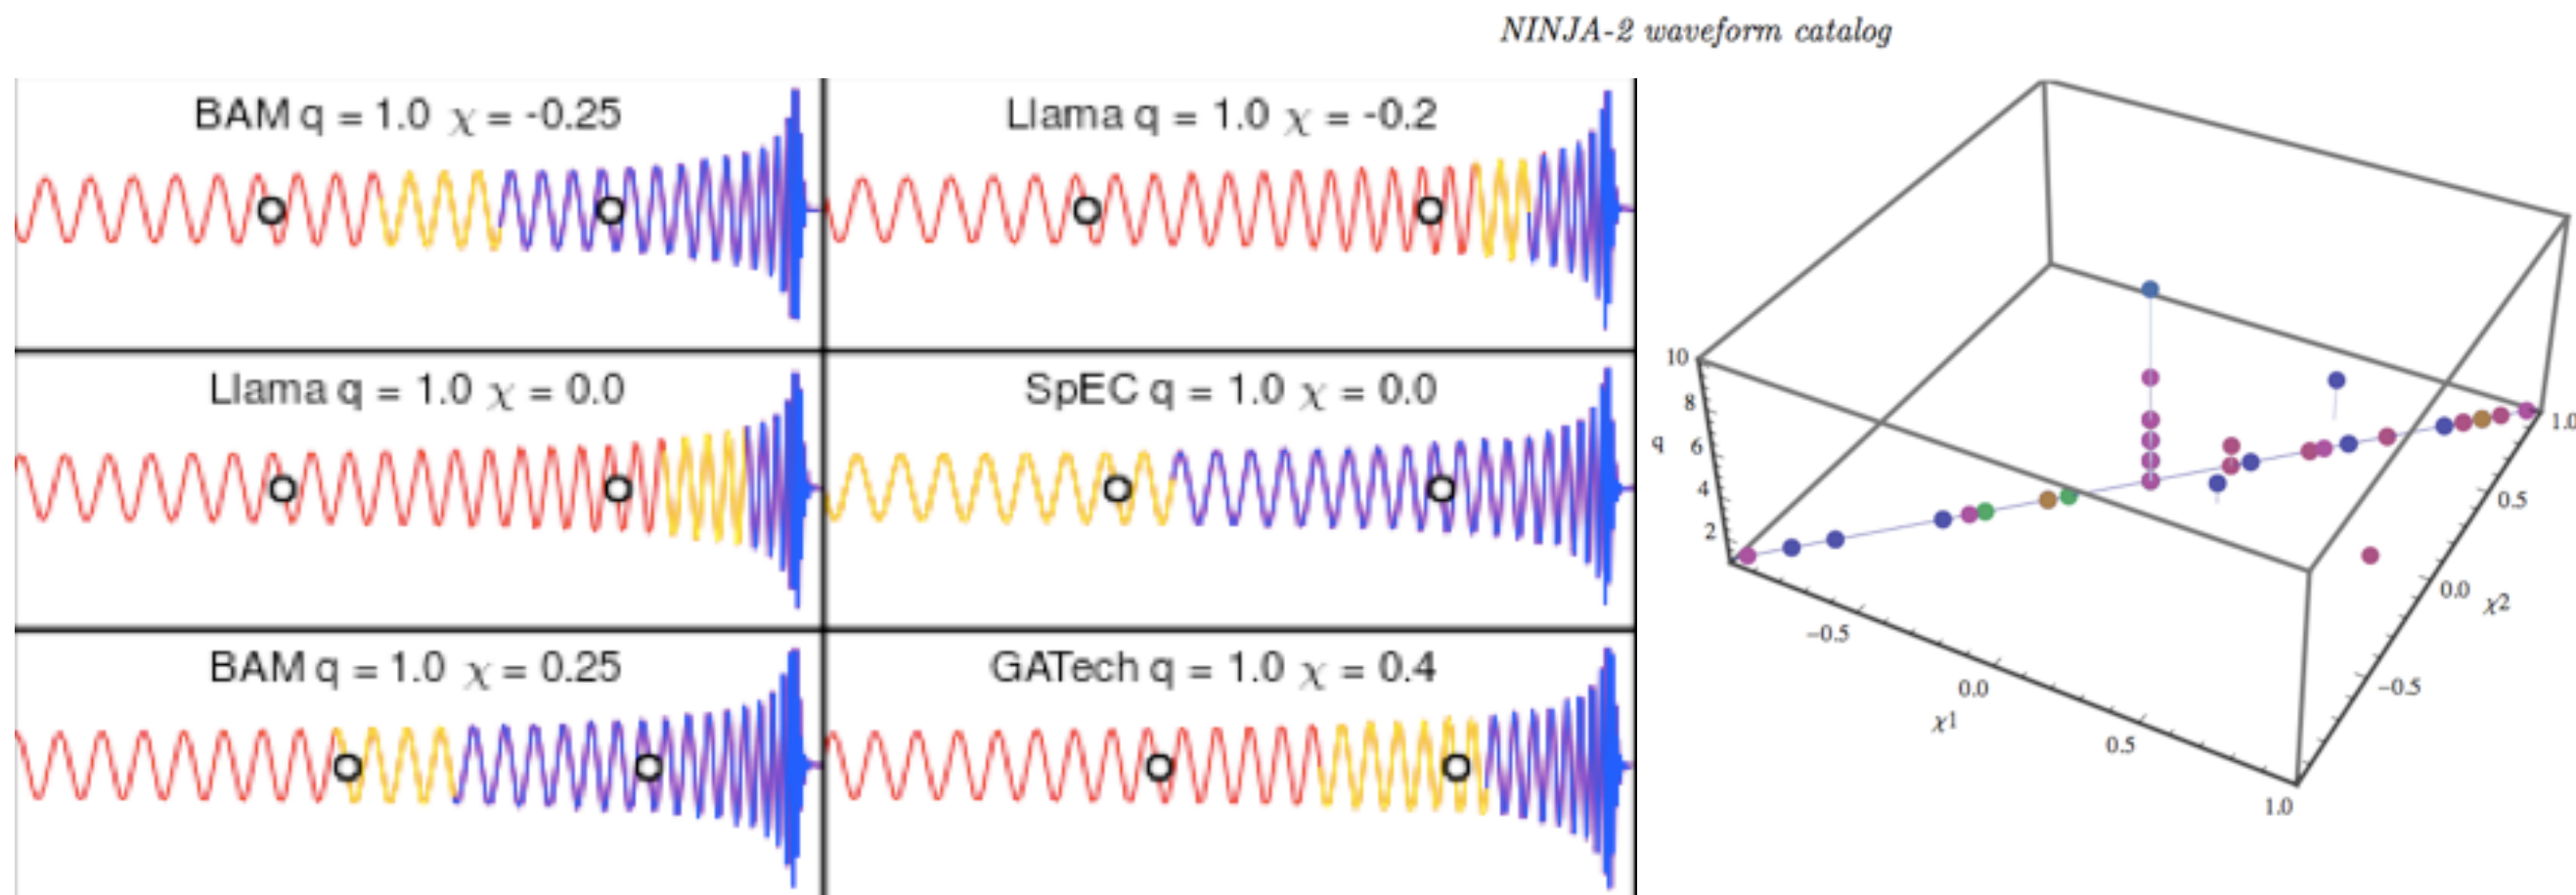 NINJA-2 waveform catalog
BAM q = 1.0 χ = -0.25
Llama q = 1.0 χ = -0.2
Llama q = 1.0 χ = 0.0
SpEC q = 1.0 χ = 0.0
BAM q = 1.0 χ = 0.25
GATech q = 1.0 χ = 0.4
10
8
q 6
4
2
-0.5
0.0
χ1
0.5
1.0
1.0
0.5
0.0 χ2
-0.5